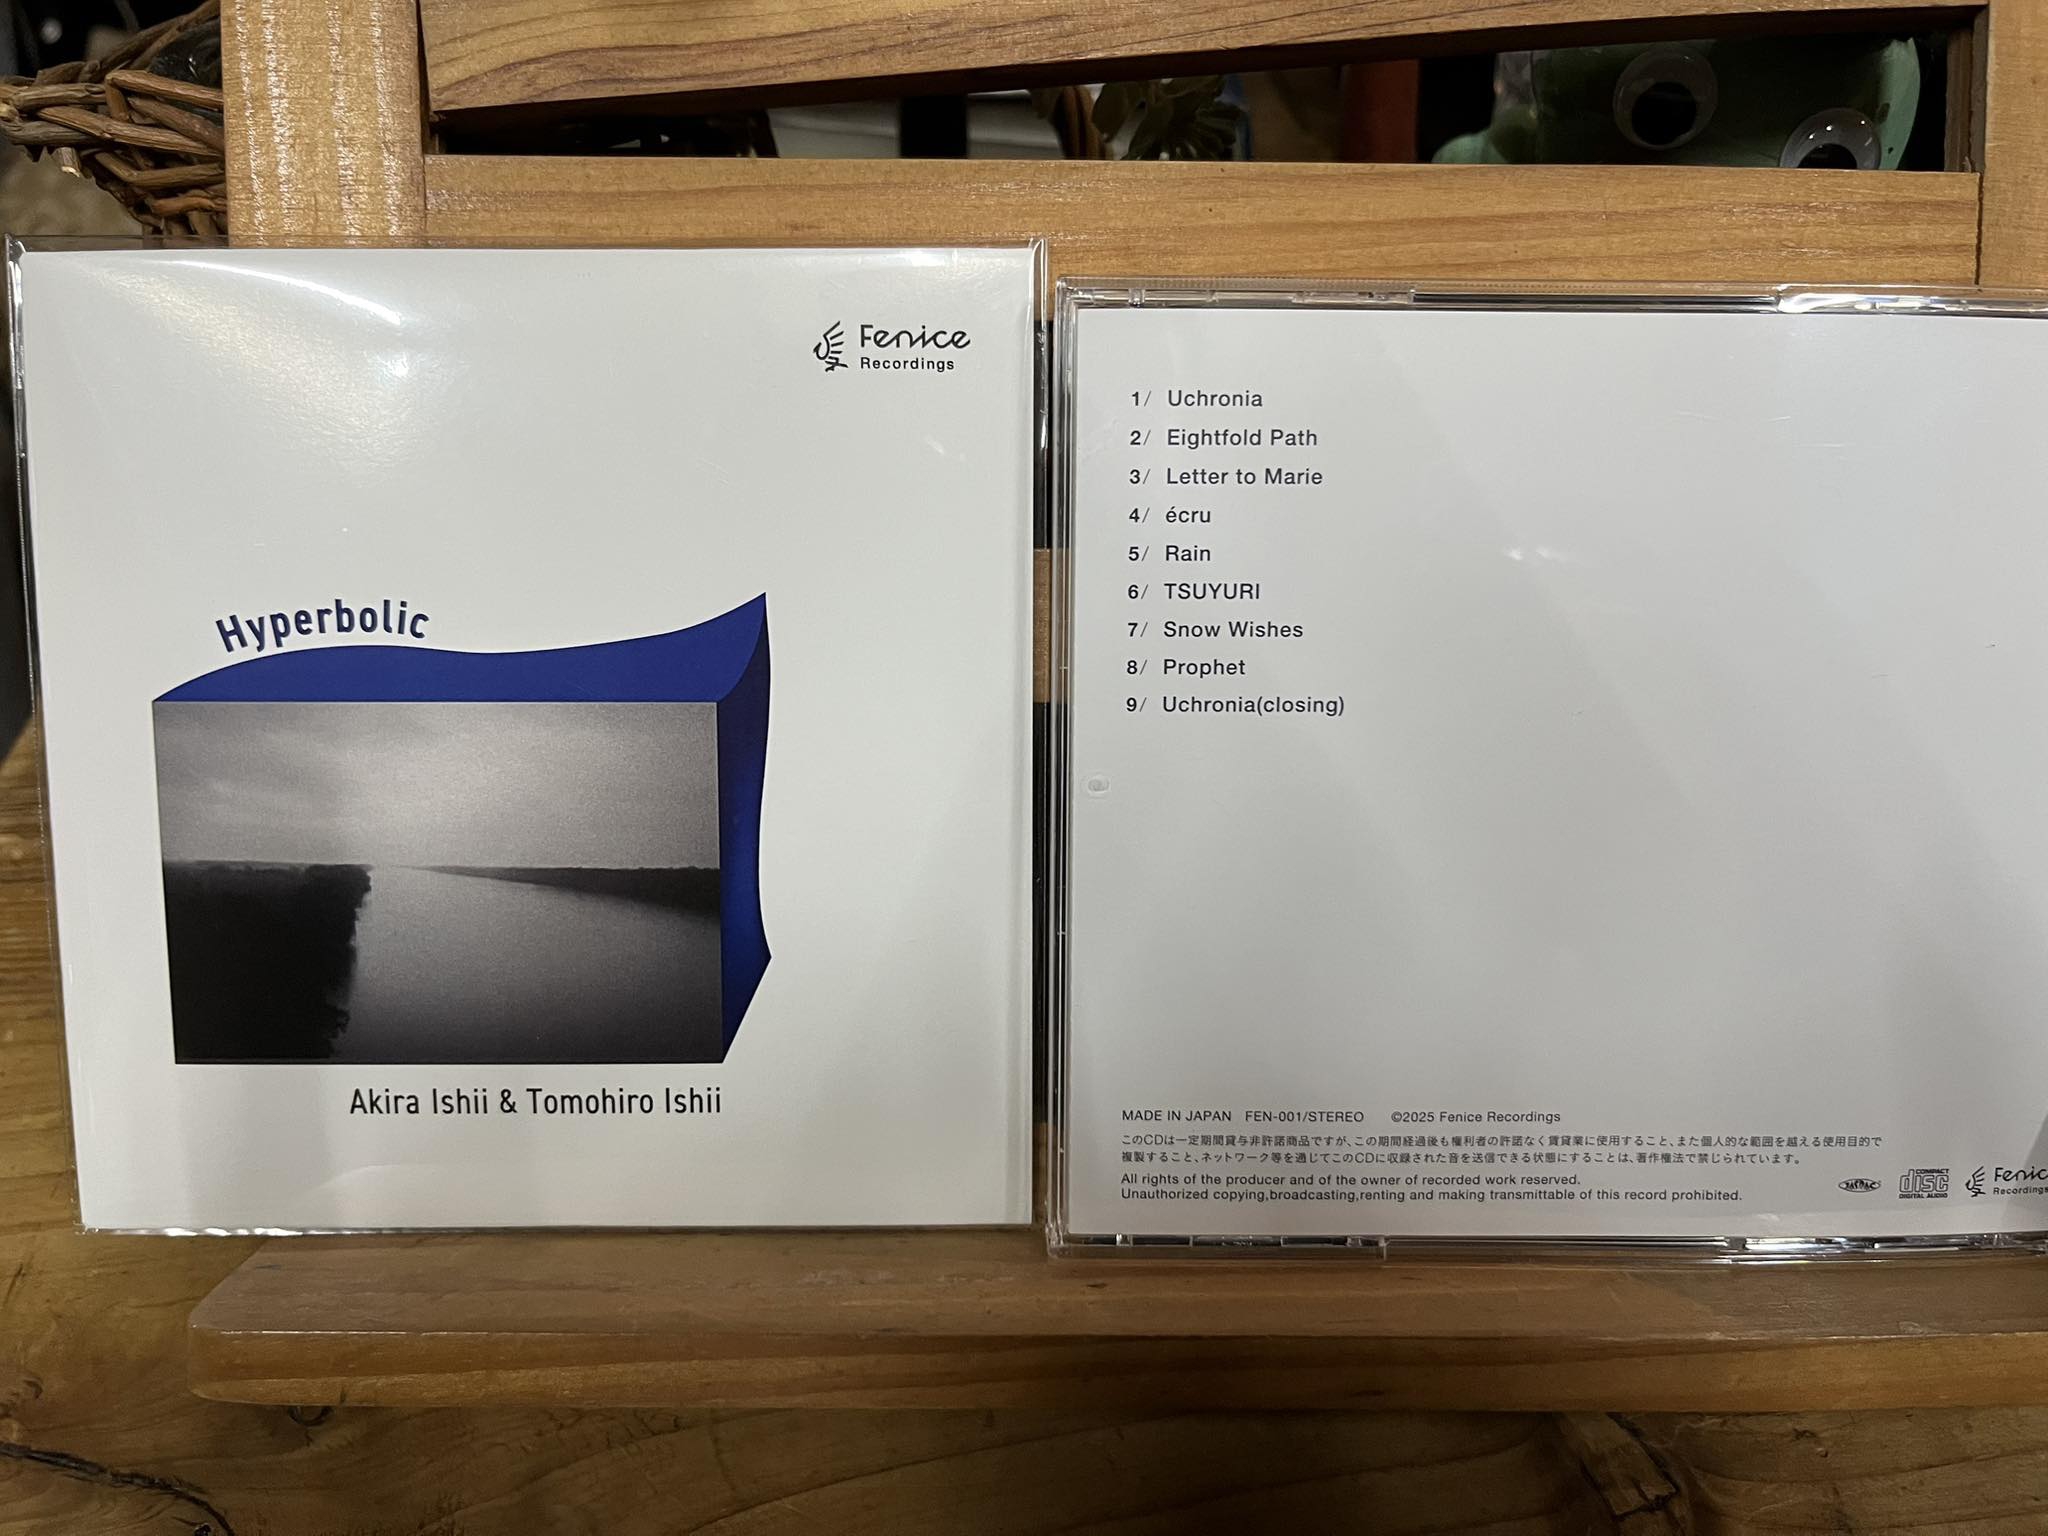 Fenice
Recordings
Hyperbolic
Akira Ishii & Tomohiro Ishii
1/ Uchronia
2/ Eightfold Path
3/ Letter to Marie
4/ écru
5/ Rain
6/ TSUYURI
7/ Snow Wishes
8/ Prophet
9/ Uchronia(closing)
MADE IN JAPAN FEN-001/STEREO ©2025 Fenice Recordings
このCDは一定期間貸与非許諾商品ですが、この期間経過後も権利者の許諾なく賃貸業に使用すること、また個人的な範囲を越える使用目的で
複製すること、ネットワーク等を通じてこのCDに収録された音を送信できる状態にすることは、著作権法で禁じられています。
All rights of the producer and of the owner of recorded work reserved.
Unauthorized copying,broadcasting,renting and making transmittable of this record prohibited.
JASRAC
COMPACT
disc
DIGITAL AUDIO
Fenice
Recordings